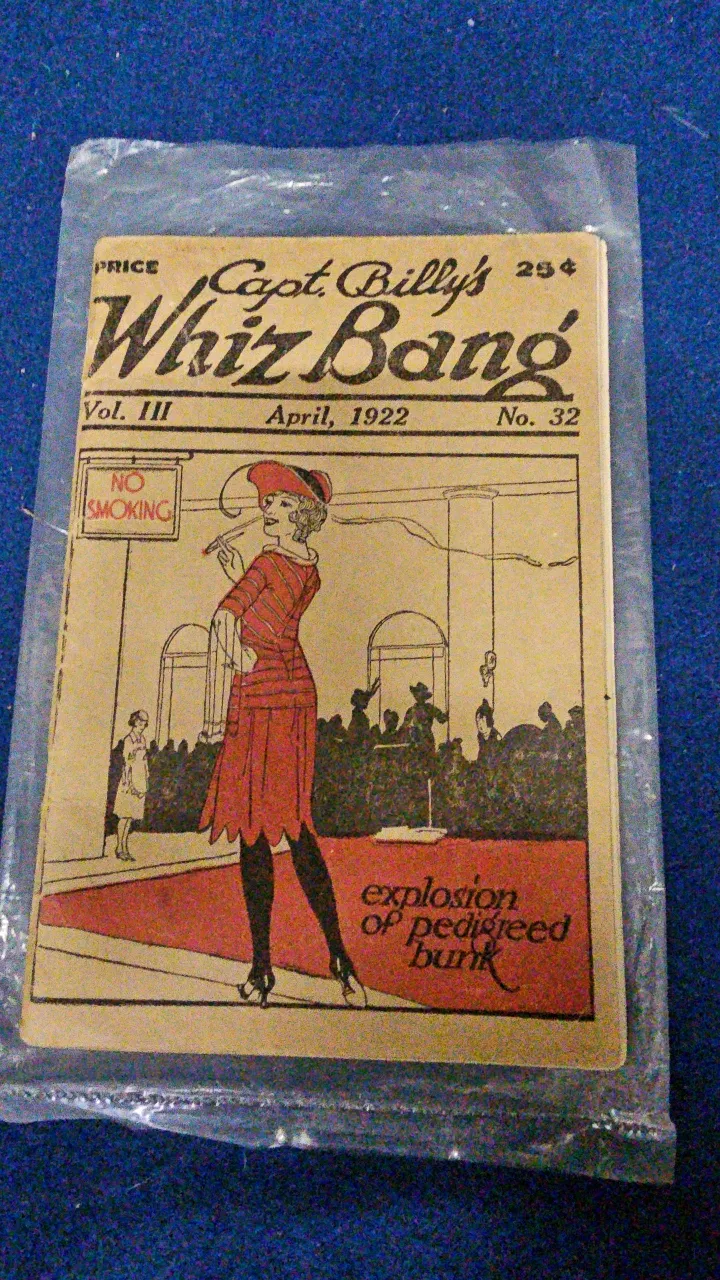 PRICE Capt. Billy's 25¢
Whiz Bang
Vol. III April, 1922 No. 32
NO
SMOKING
explosion
of pedigreed
bunk